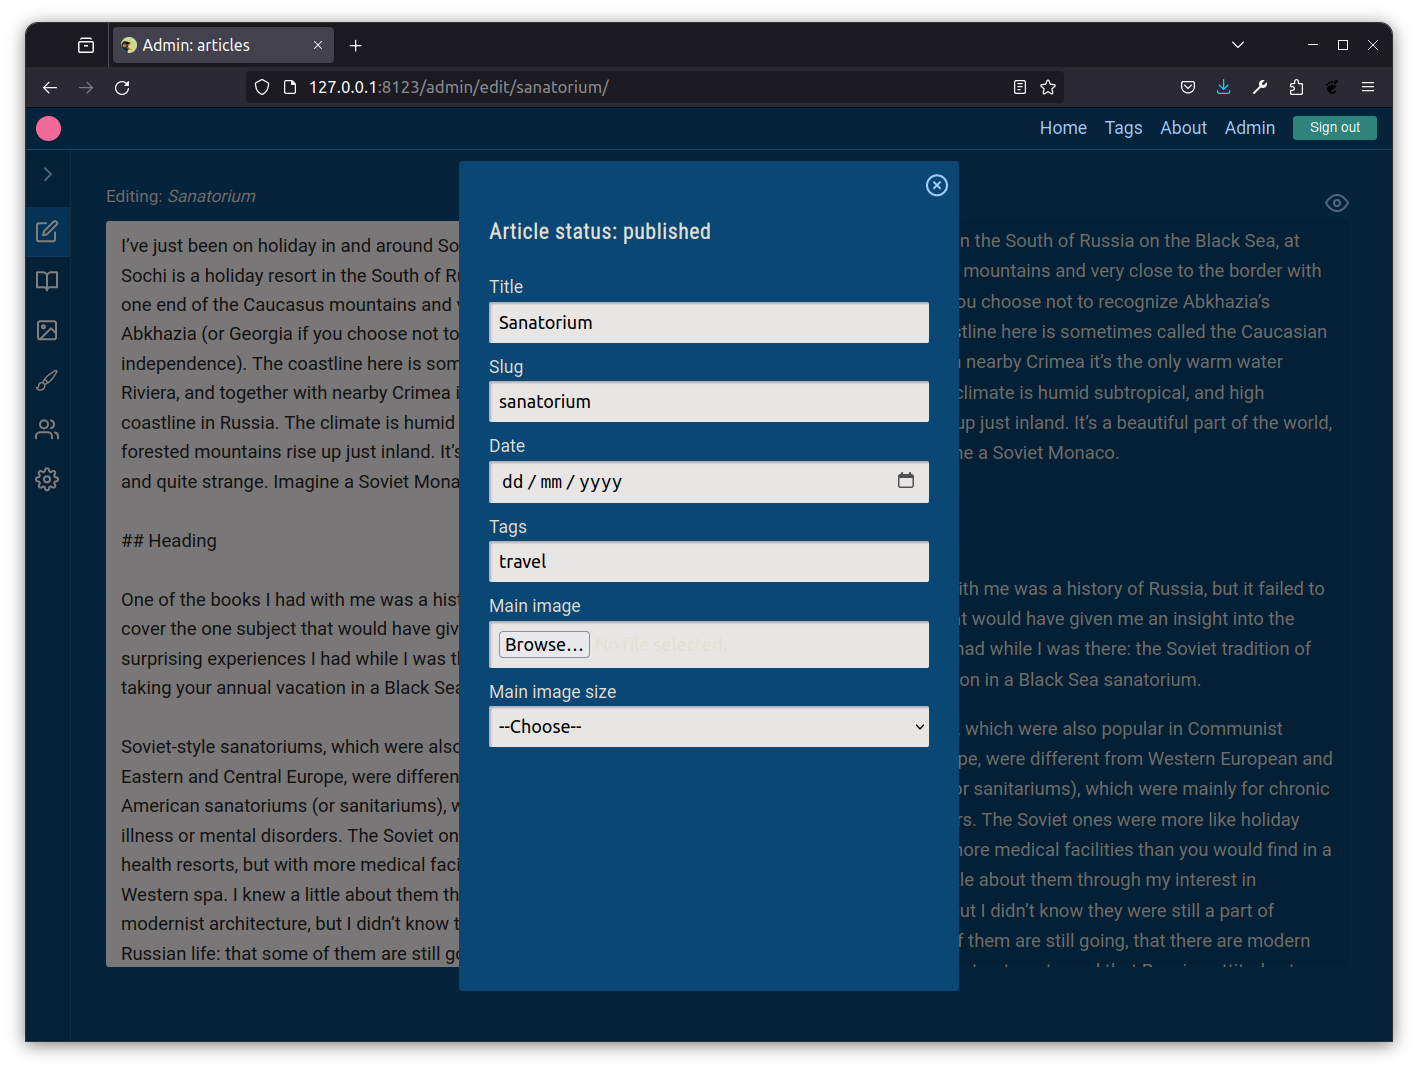 Admin: articles
127.0.0.1:8123/admin/edit/sanatorium/
Home Tags About Admin Sign out
Editing: Sanatorium
I’ve just been on holiday in and around So
Sochi is a holiday resort in the South of Ru
one end of the Caucasus mountains and v
Abkhazia (or Georgia if you choose not to
independence). The coastline here is som
Riviera, and together with nearby Crimea i
coastline in Russia. The climate is humid
forested mountains rise up just inland. It’s
and quite strange. Imagine a Soviet Mona
## Heading
One of the books I had with me was a hist
cover the one subject that would have giv
surprising experiences I had while I was th
taking your annual vacation in a Black Sea
Soviet-style sanatoriums, which were also
Eastern and Central Europe, were differen
American sanatoriums (or sanitariums), w
illness or mental disorders. The Soviet on
health resorts, but with more medical faci
Western spa. I knew a little about them th
modernist architecture, but I didn’t know t
Russian life: that some of them are still go
Article status: published
Title
Sanatorium
Slug
sanatorium
Date
dd / mm / yyyy
Tags
travel
Main image
Browse… No file selected.
Main image size
--Choose--
n the South of Russia on the Black Sea, at
mountains and very close to the border with
ou choose not to recognize Abkhazia’s
stline here is sometimes called the Caucasian
nearby Crimea it’s the only warm water
climate is humid subtropical, and high
up just inland. It’s a beautiful part of the world,
ne a Soviet Monaco.
ith me was a history of Russia, but it failed to
at would have given me an insight into the
had while I was there: the Soviet tradition of
on in a Black Sea sanatorium.
, which were also popular in Communist
pe, were different from Western European and
or sanitariums), which were mainly for chronic
rs. The Soviet ones were more like holiday
more medical facilities than you would find in a
le about them through my interest in
ut I didn’t know they were still a part of
f them are still going, that there are modern